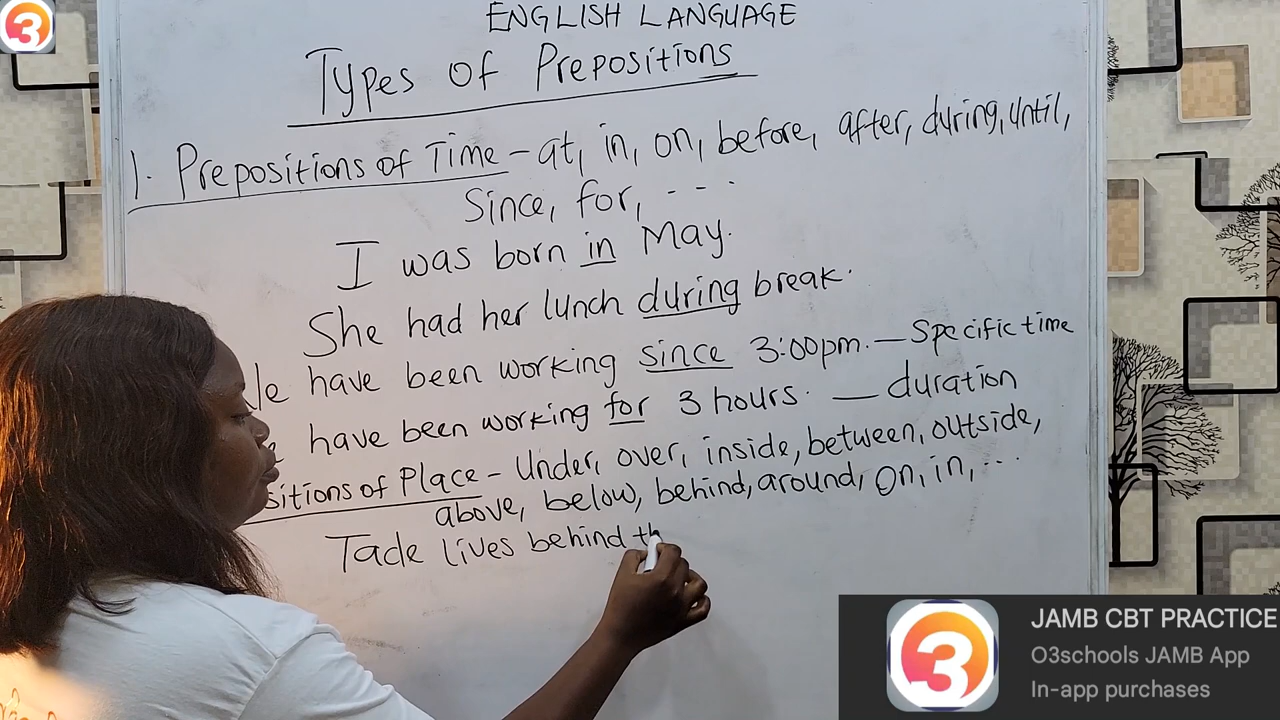 3
ENGLISH LANGUAGE
Types of Prepositions
1. Prepositions of Time - at, in, on, before, after, during, until,
Since, for, ---
I was born in May.
She had her lunch during break.
have been working since 3:00pm. — Specific time
have been working for 3 hours. — duration
sitions of Place - Under, over, inside, between, outside,
above, below, behind, around, on, in, ...
Tade lives behind th
3
JAMB CBT PRACTICE
O3schools JAMB App
In-app purchases